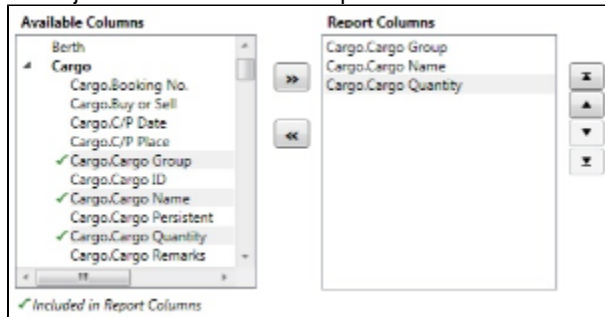 Available Columns
Berth
Cargo
Cargo.Booking No.
Cargo.Buy or Sell
Cargo.C/P Date
Cargo.C/P Place
Cargo.Cargo Group
Cargo.Cargo ID
Cargo.Cargo Name
Cargo.Cargo Persistent
Cargo.Cargo Quantity
Cargo.Cargo Remarks
Included in Report Columns
Report Columns
Cargo.Cargo Group
Cargo.Cargo Name
Cargo.Cargo Quantity